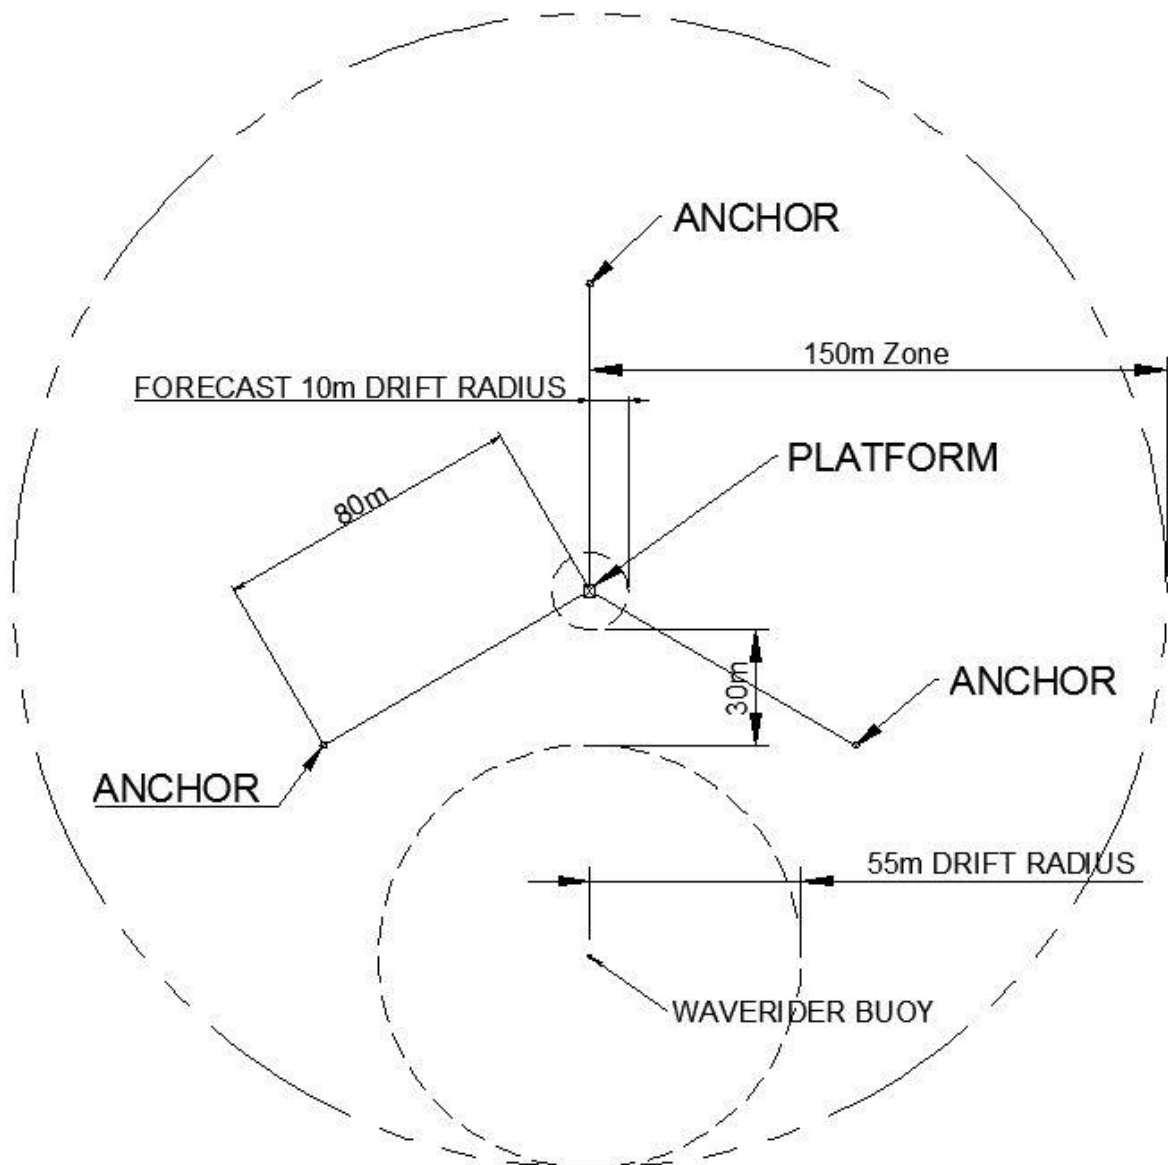 ANCHOR
150m Zone
FORECAST 10m DRIFT RADIUS
PLATFORM
80m
30m
ANCHOR
ANCHOR
55m DRIFT RADIUS
WAVERIDER BUOY